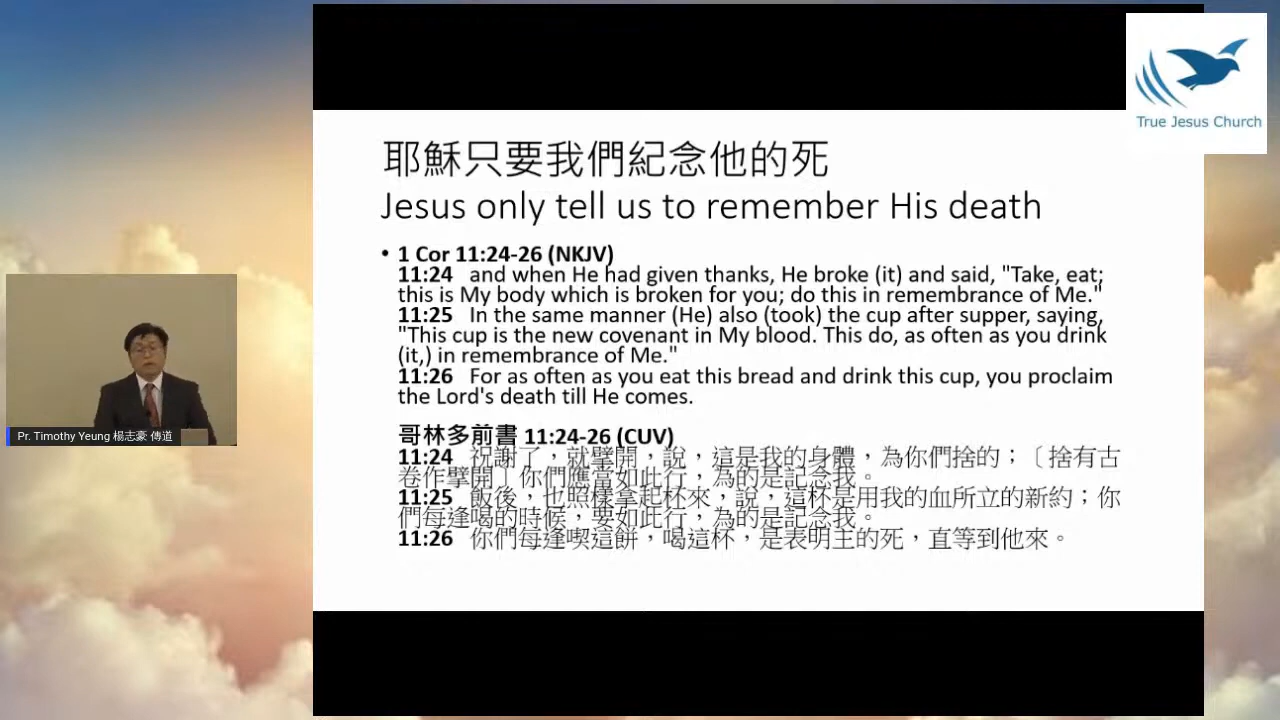 True Jesus Church
耶穌只要我們紀念他的死
Jesus only tell us to remember His death
• 1 Cor 11:24-26 (NKJV)
11:24 and when He had given thanks, He broke (it) and said, "Take, eat;
this is My body which is broken for you; do this in remembrance of Me."
11:25 In the same manner (He) also (took) the cup after supper, saying,
"This cup is the new covenant in My blood. This do, as often as you drink
(it,) in remembrance of Me."
11:26 For as often as you eat this bread and drink this cup, you proclaim
the Lord's death till He comes.
哥林多前書 11:24-26 (CUV)
11:24 祝謝了，就擘開，說，這是我的身體，為你們捨的；〔捨有古
卷作擘開〕你們應當如此行，為的是記念我。
11:25 飯後，也照樣拿起杯來，說，這杯是用我的血所立的新約；你
們每逢喝的時候，要如此行，為的是記念我。
11:26 你們每逢喫這餅，喝這杯，是表明主的死，直等到他來。
Pr. Timothy Yeung 楊志豪 傳道